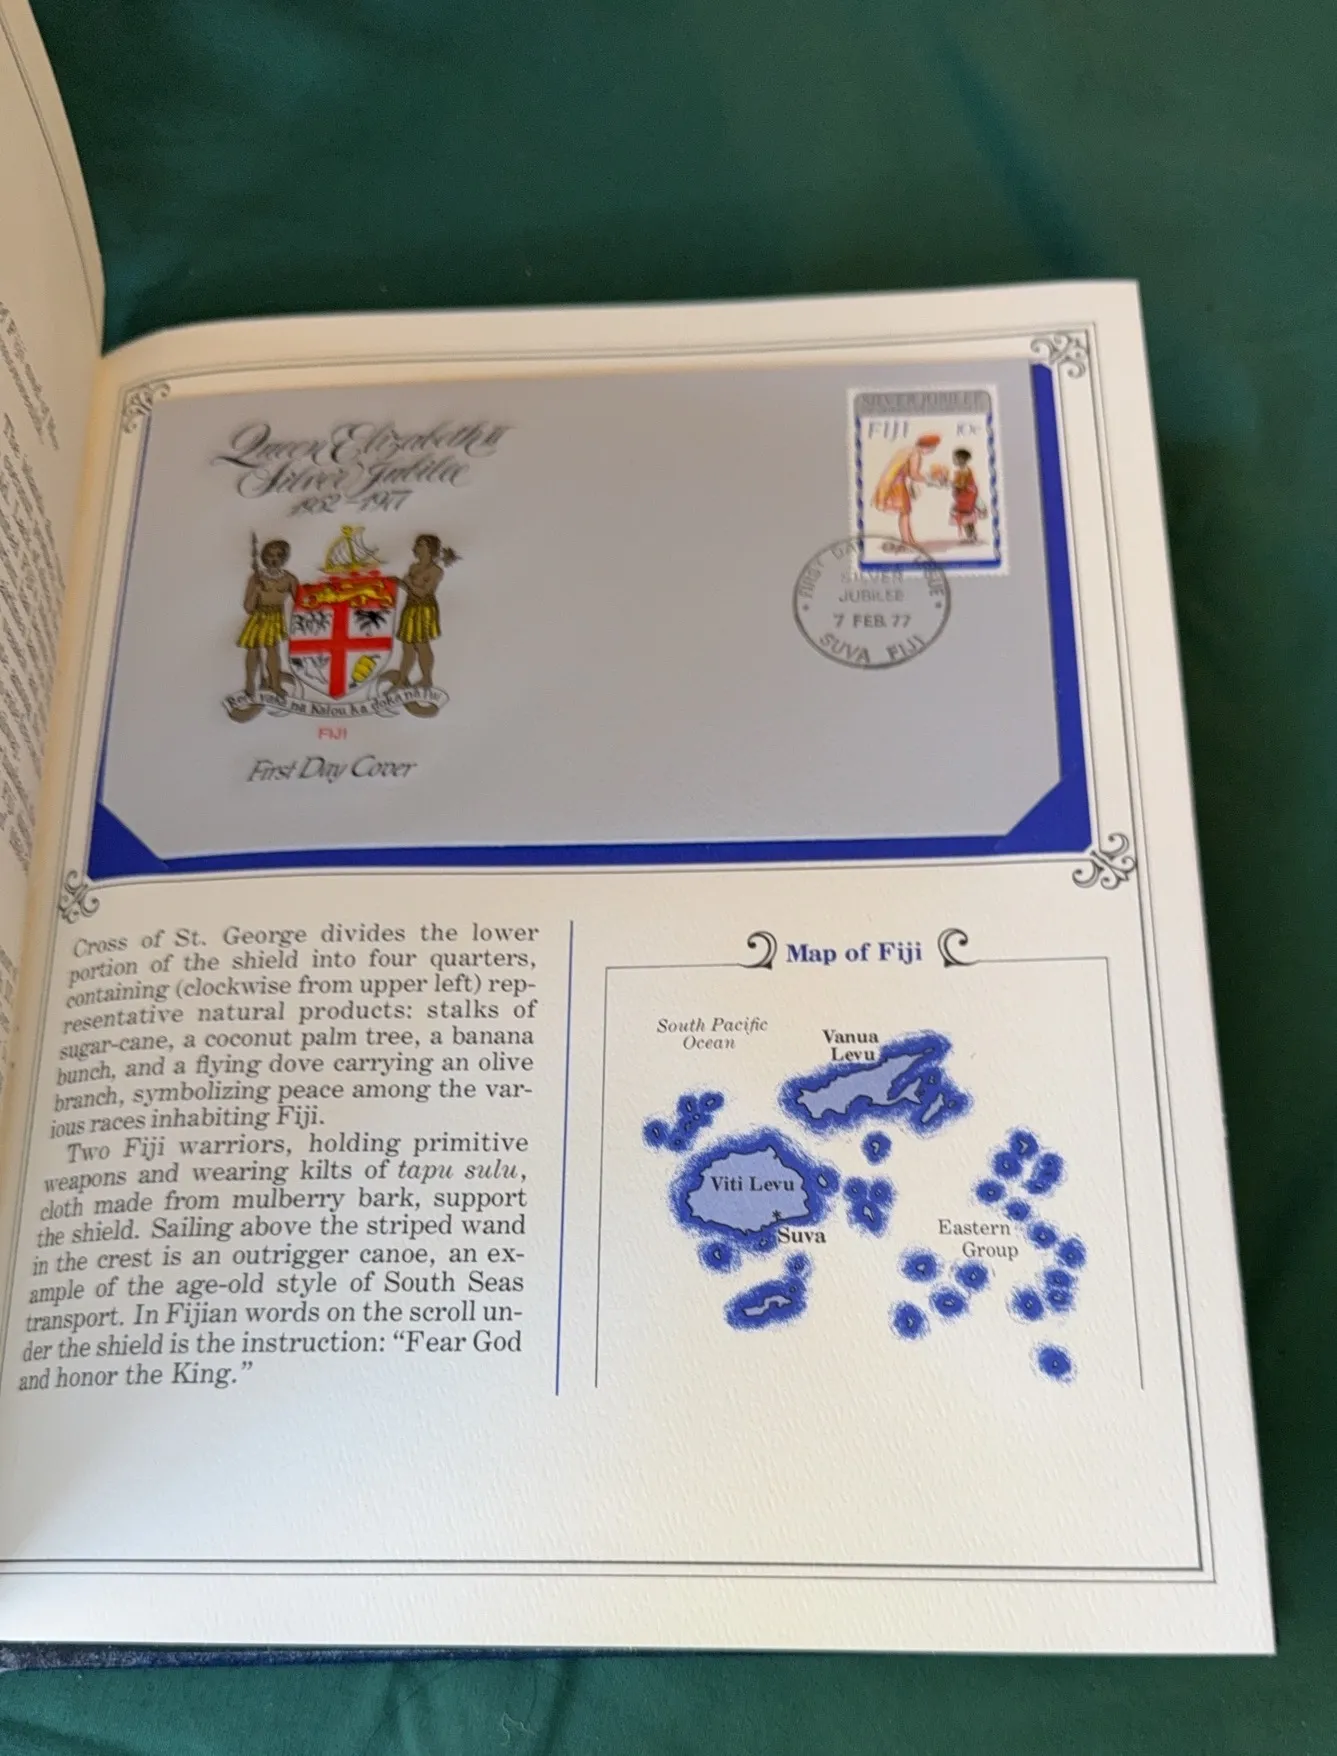 Queen Elizabeth II
Silver Jubilee
1952-1977
FIJI
First Day Cover
SILVER JUBILEE
FIJI 10c
FIRST DAY OF ISSUE
SILVER
JUBILEE
7 FEB. 77
SUVA FIJI
Cross of St. George divides the lower
portion of the shield into four quarters,
containing (clockwise from upper left) rep-
resentative natural products: stalks of
sugar-cane, a coconut palm tree, a banana
bunch, and a flying dove carrying an olive
branch, symbolizing peace among the var-
ious races inhabiting Fiji.
Two Fiji warriors, holding primitive
weapons and wearing kilts of tapu sulu,
cloth made from mulberry bark, support
the shield. Sailing above the striped wand
in the crest is an outrigger canoe, an ex-
ample of the age-old style of South Seas
transport. In Fijian words on the scroll un-
der the shield is the instruction: “Fear God
and honor the King.”
Map of Fiji
South Pacific
Ocean
Vanua
Levu
Viti Levu
Suva
Eastern
Group